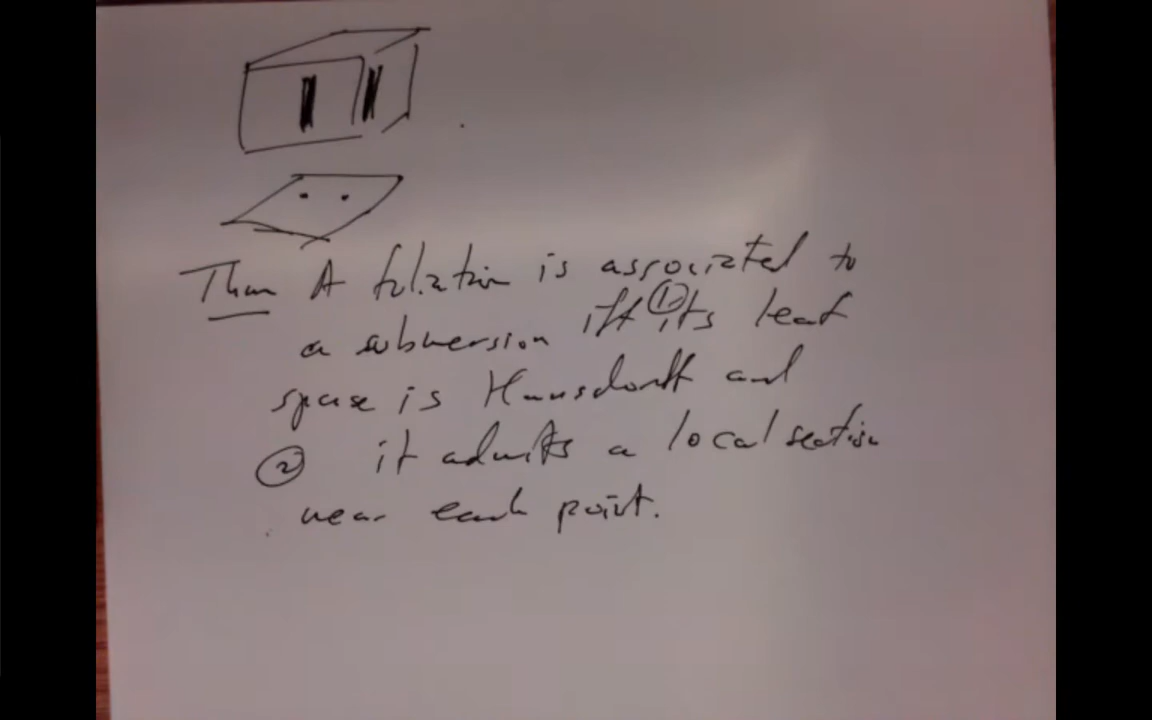 Thm A foliation is associated to
a submersion iff ① its leaf
space is Hausdorff and
② it admits a local section
near each point.